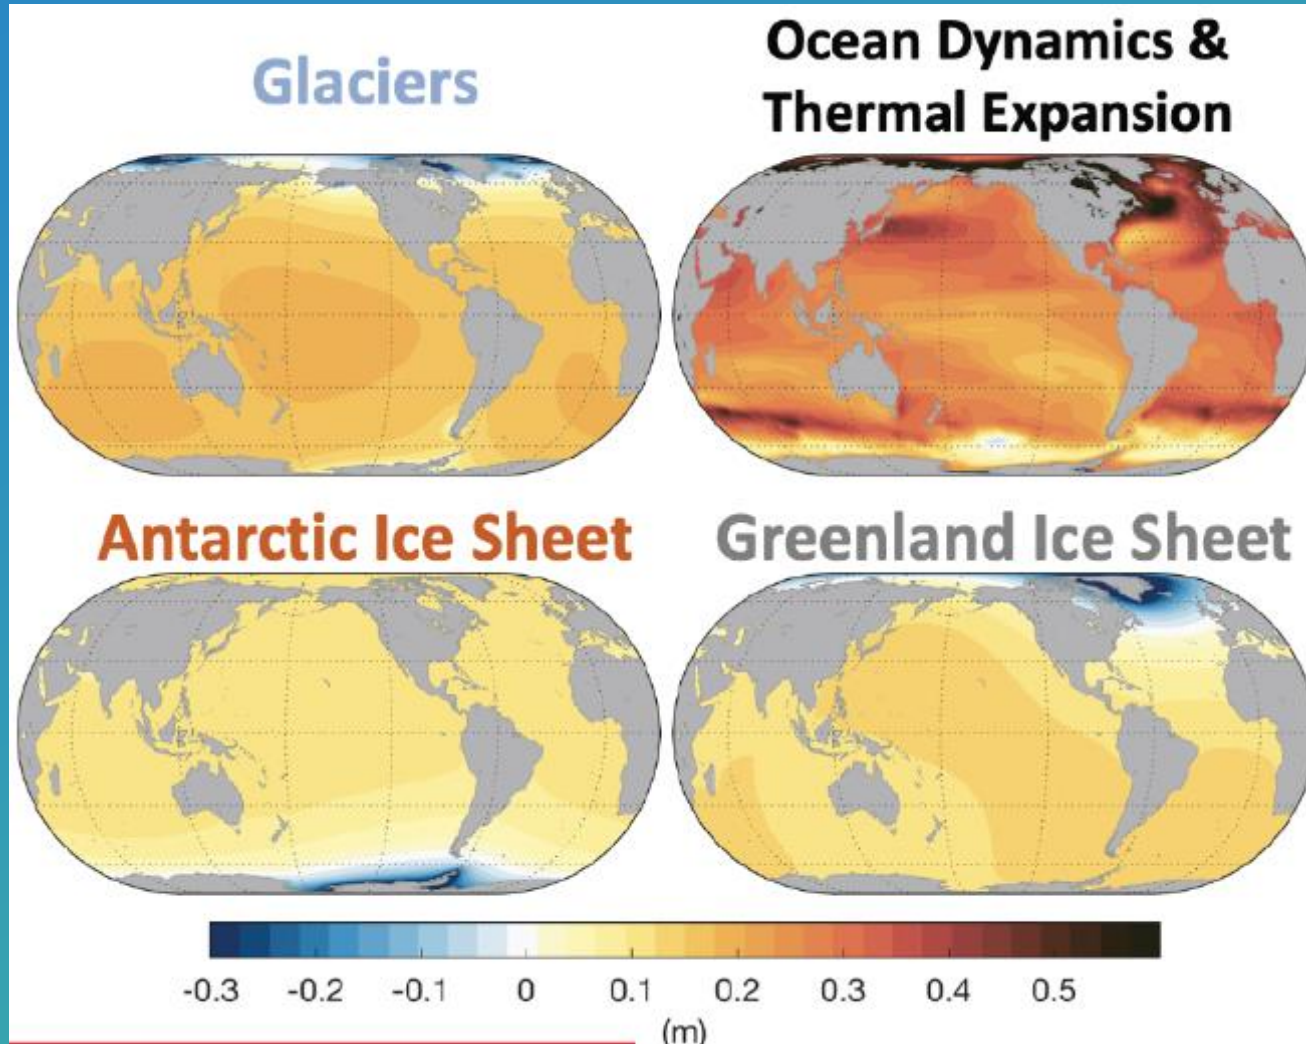 Glaciers
Ocean Dynamics &
Thermal Expansion
Antarctic Ice Sheet
Greenland Ice Sheet
-0.3 -0.2 -0.1 0 0.1 0.2 0.3 0.4 0.5
(m)